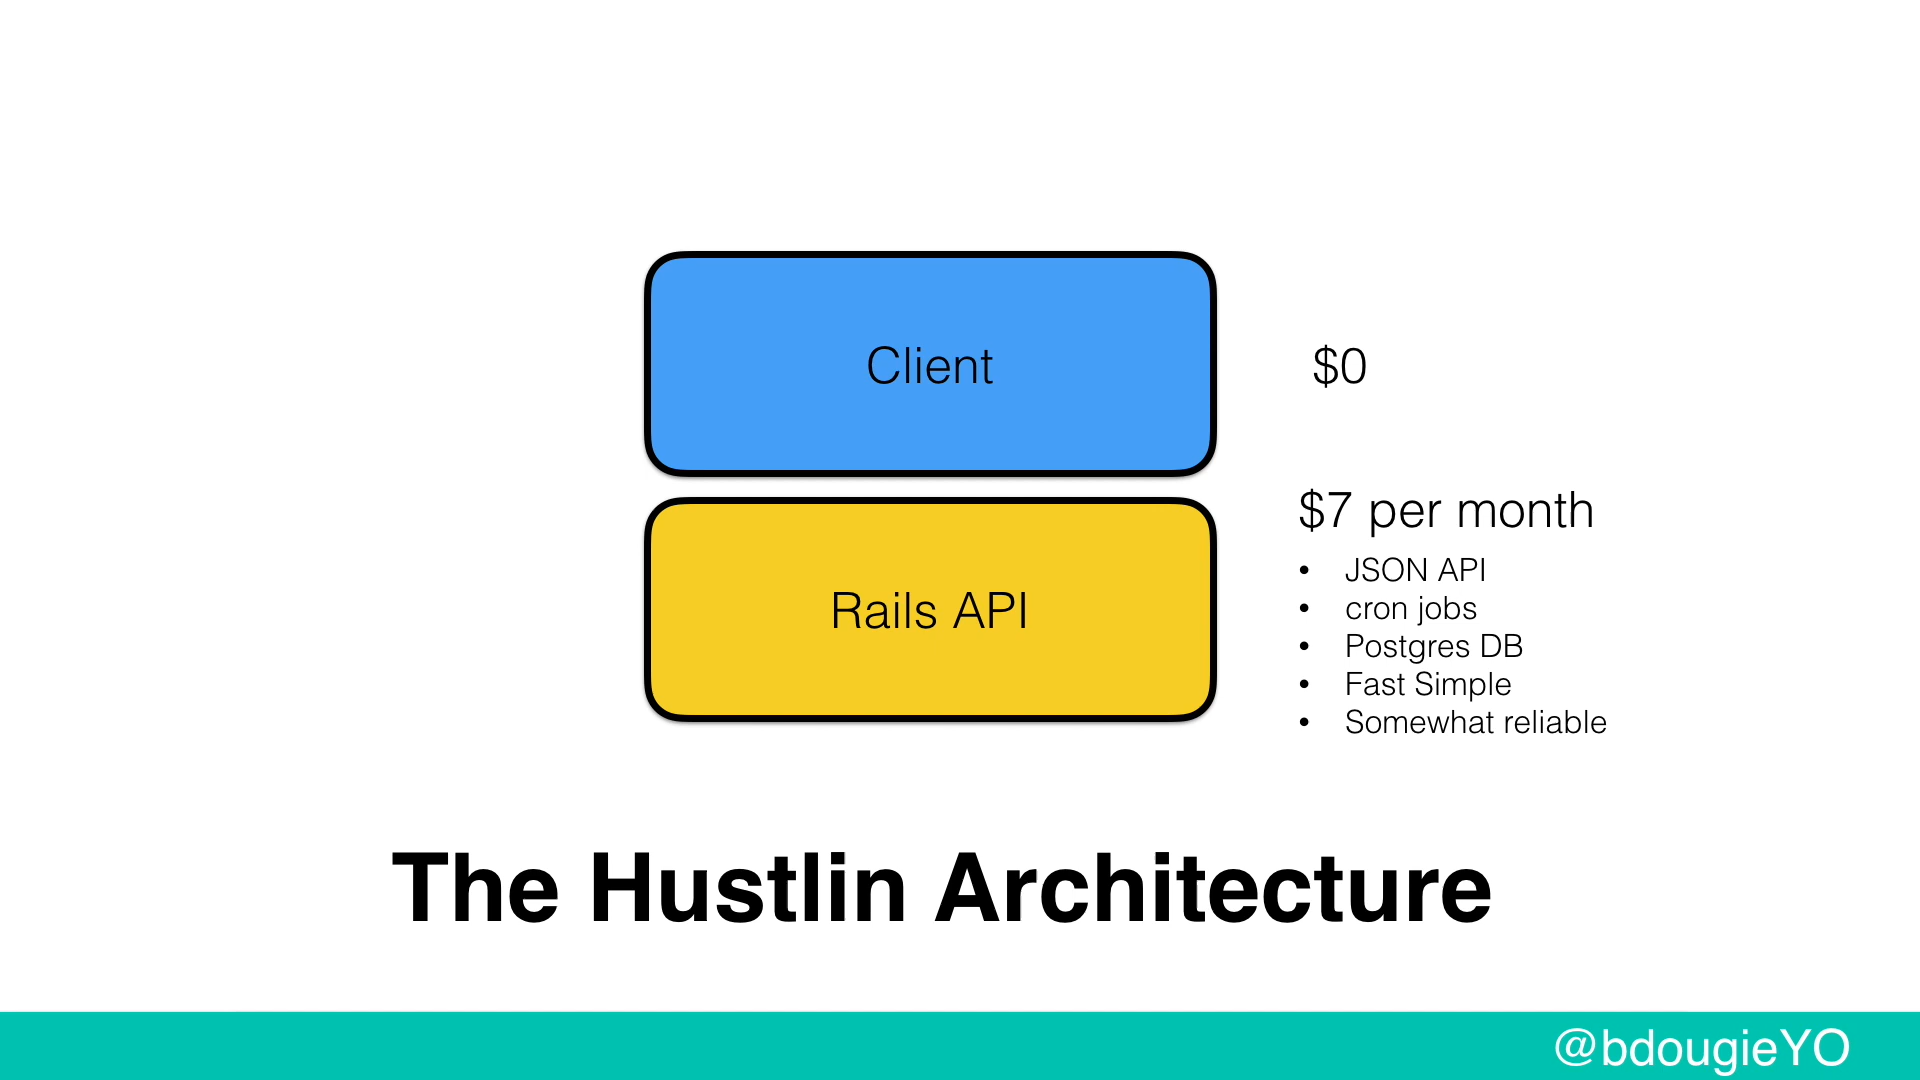 Client
$0
Rails API
$7 per month
• JSON API
• cron jobs
• Postgres DB
• Fast Simple
• Somewhat reliable
The Hustlin Architecture
@bdougieYO